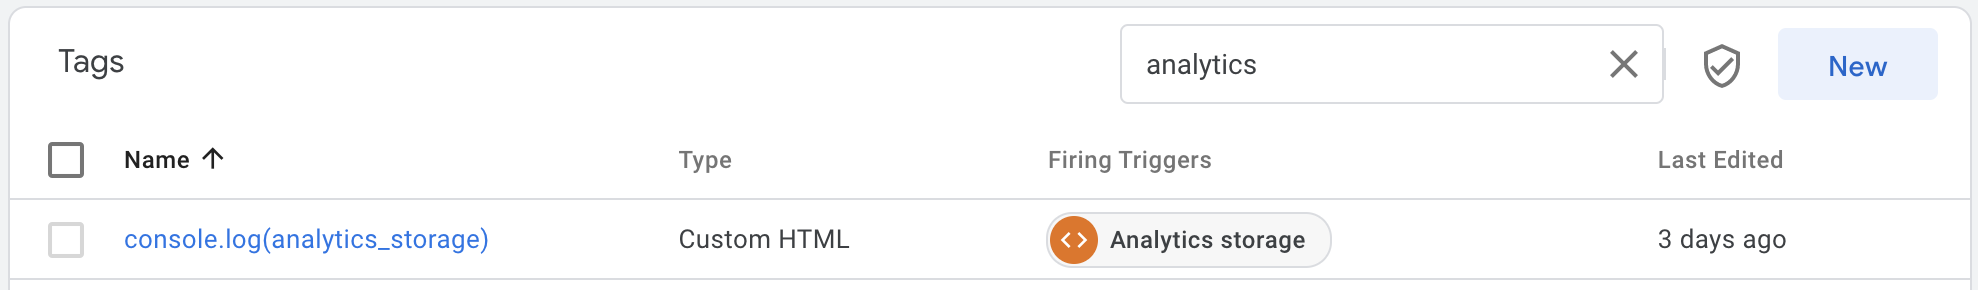 Tags analytics New
Name Type Firing Triggers Last Edited
console.log(analytics_storage) Custom HTML Analytics storage 3 days ago